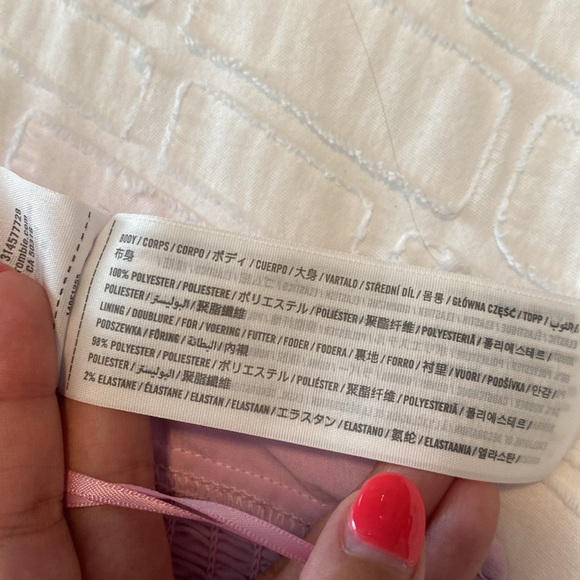 314577728
CA 503
BODY / CORPS / CORPO / ボディ / CUERPO / 大身 / VARTALO / STŘEDNÍ DÍL / 몸통 / GŁÓWNA CZĘŚĆ / TOPP /
布身
100% POLYESTER / POLIESTERE / ポリエステル / POLIÉSTER / 聚酯纤维 / POLYESTERIÄ / 폴리에스테르 /
POLIESTER / البوليستر / 聚酯纖維
LINING / DOUBLURE / FOR / VOERING / FUTTER / FODER / FODERA / 裏地 / FORRO / 衬里 / VUORI / PODŠÍVKA / 안감 /
PODSZEWKA / FÖRING / البطانة / 內襯
98% POLYESTER / POLIESTERE / ポリエステル / POLIÉSTER / 聚酯纤维 / POLYESTERIÄ / 폴리에스테르 /
POLIESTER / البوليستر / 聚酯纖維
2% ELASTANE / ÉLASTANE / ELASTAN / ELASTAAN / エラスタン / ELASTANO / 氨纶 / ELASTAANIA / 엘라스탄 /